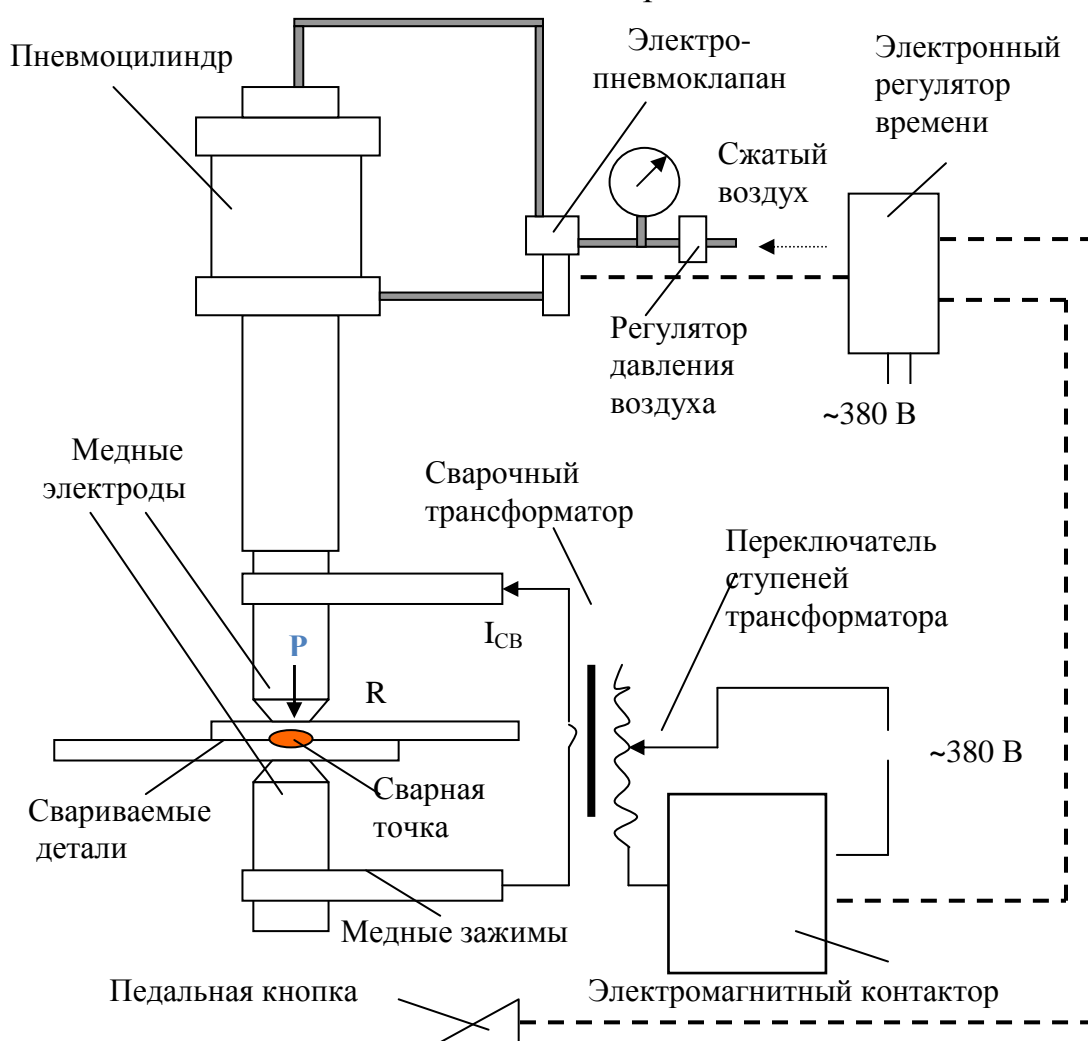 Пневмоцилиндр
Электро-
пневмоклапан
Электронный
регулятор
времени
Сжатый
воздух
Регулятор
давления
воздуха
~380 В
Медные
электроды
Сварочный
трансформатор
Переключатель
ступеней
трансформатора
I_СВ
P
R
~380 В
Свариваемые
детали
Сварная
точка
Медные зажимы
Педальная кнопка
Электромагнитный контактор